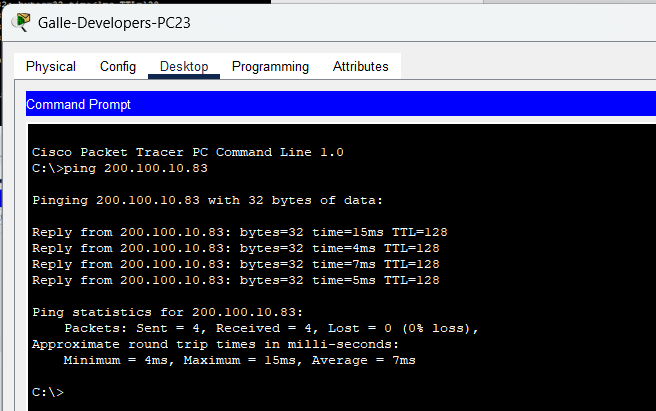 Galle-Developers-PC23
Physical Config Desktop Programming Attributes
Command Prompt
Cisco Packet Tracer PC Command Line 1.0
C:\>ping 200.100.10.83
Pinging 200.100.10.83 with 32 bytes of data:
Reply from 200.100.10.83: bytes=32 time=15ms TTL=128
Reply from 200.100.10.83: bytes=32 time=4ms TTL=128
Reply from 200.100.10.83: bytes=32 time=7ms TTL=128
Reply from 200.100.10.83: bytes=32 time=5ms TTL=128
Ping statistics for 200.100.10.83:
Packets: Sent = 4, Received = 4, Lost = 0 (0% loss),
Approximate round trip times in milli-seconds:
Minimum = 4ms, Maximum = 15ms, Average = 7ms
C:\>